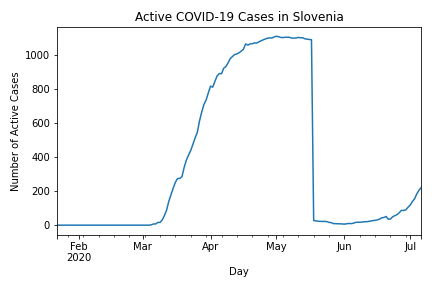 Active COVID-19 Cases in Slovenia
Number of Active Cases
1000
800
600
400
200
0
Feb
2020
Mar
Apr
May
Jun
Jul
Day